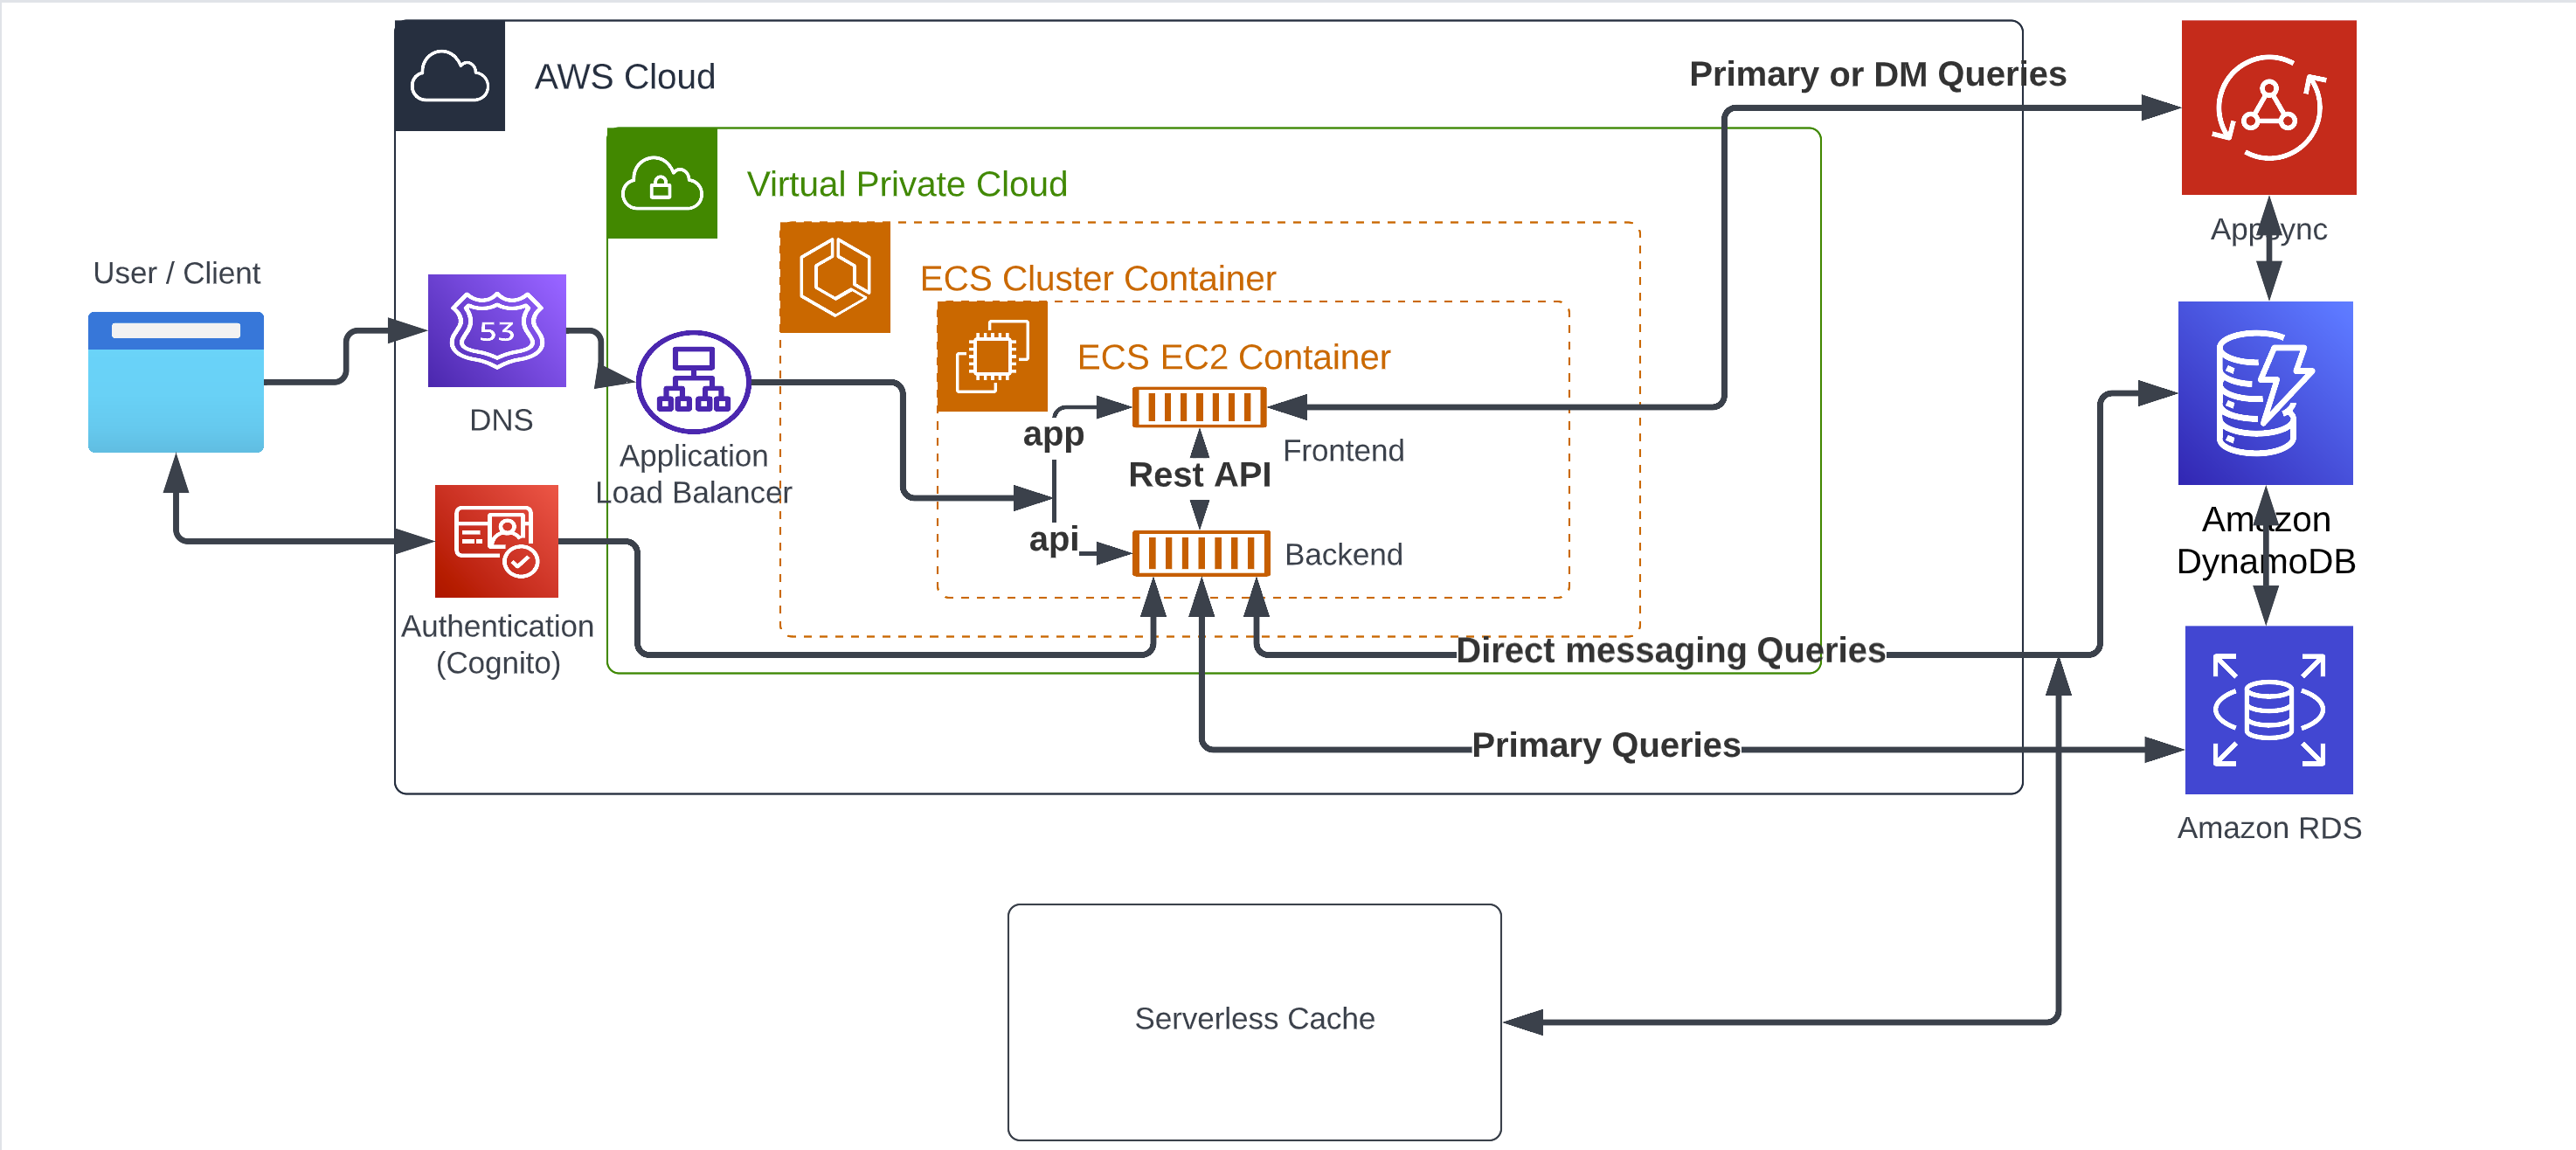 AWS Cloud
Primary or DM Queries
Virtual Private Cloud
Appsync
User / Client
ECS Cluster Container
53
ECS EC2 Container
DNS
app
Application
Load Balancer
Frontend
Rest API
api
Backend
Amazon
DynamoDB
Authentication
(Cognito)
Direct messaging Queries
Primary Queries
Amazon RDS
Serverless Cache